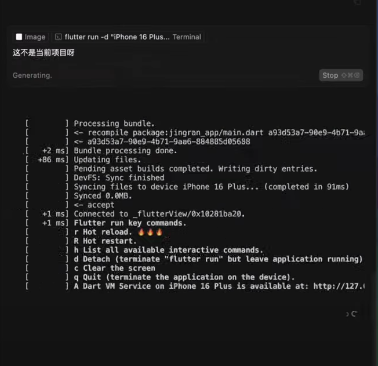 Image flutter run -d "iPhone 16 Plus... Terminal
这不是当前项目呀
Generating.
Stop
[ ] Processing bundle.
[ ] <- recompile package:jingran_app/main.dart a93d53a7-90e9-4b71-9aa
[ ] <- a93d53a7-90e9-4b71-9aa6-884885d05688
[ +2 ms] Bundle processing done.
[ +86 ms] Updating files.
[ ] Pending asset builds completed. Writing dirty entries.
[ ] DevFS: Sync finished
[ ] Syncing files to device iPhone 16 Plus... (completed in 91ms)
[ ] Synced 0.0MB.
[ ] <- accept
[ +1 ms] Connected to _flutterView/0x10281ba20.
[ +1 ms] Flutter run key commands.
[ ] r Hot reload. 🔥🔥🔥
[ ] R Hot restart.
[ ] h List all available interactive commands.
[ ] d Detach (terminate "flutter run" but leave application running)
[ ] c Clear the screen
[ ] q Quit (terminate the application on the device).
[ ] A Dart VM Service on iPhone 16 Plus is available at: http://127.